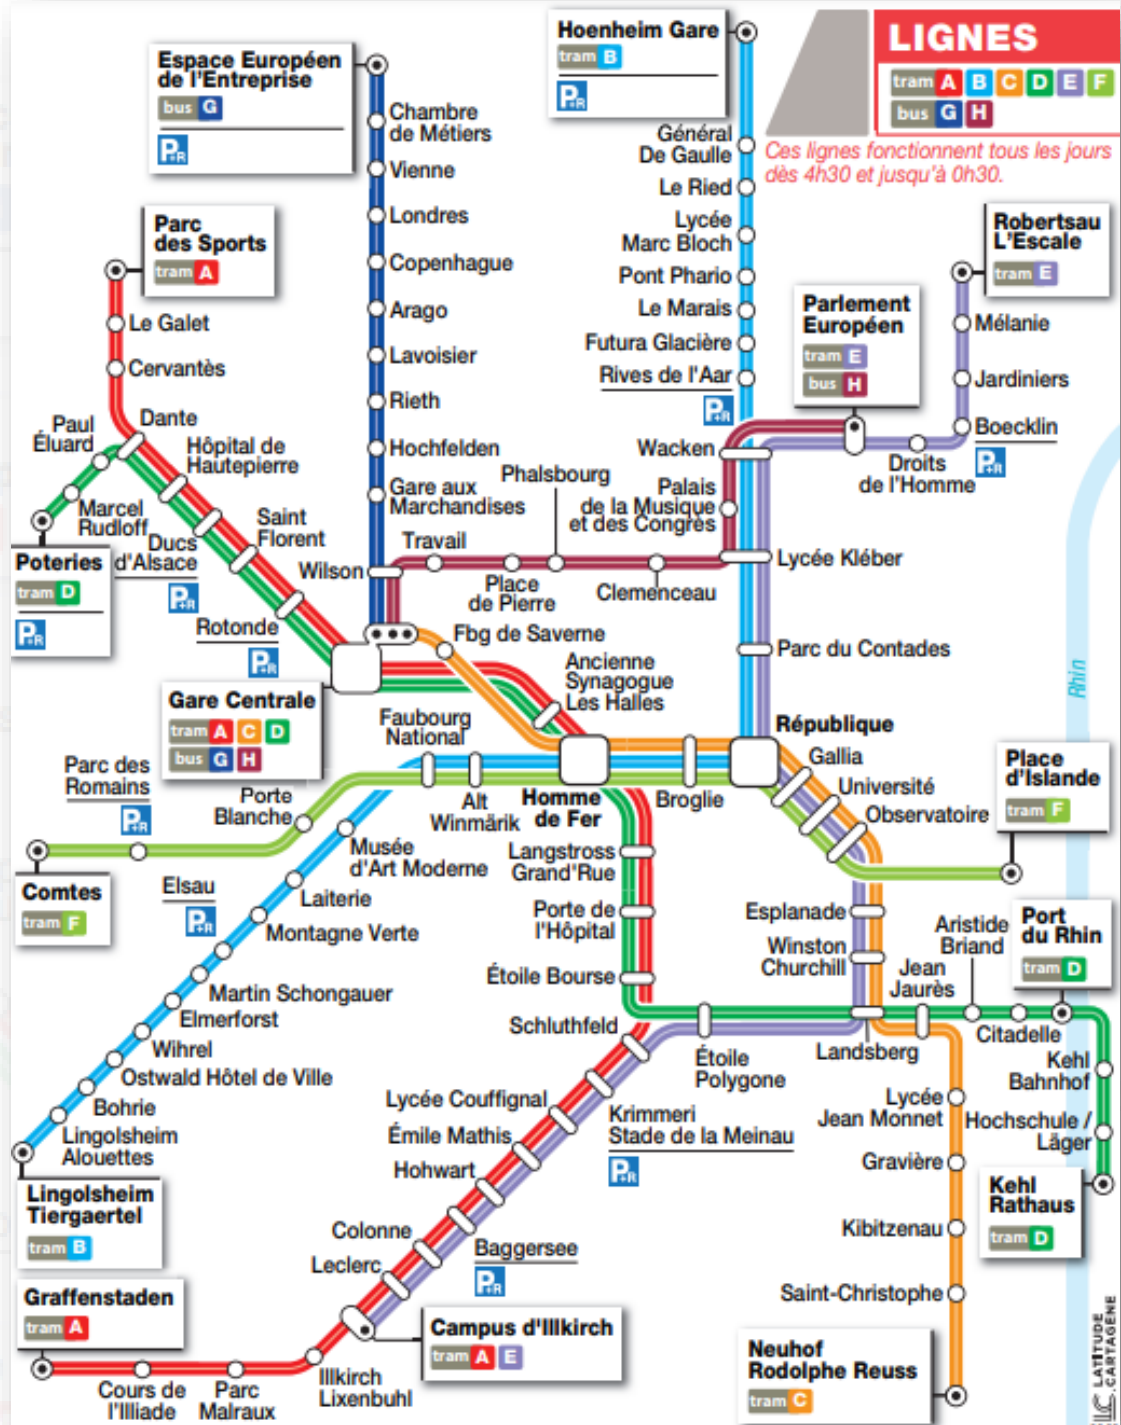 LIGNES
tram A B C D E F
bus G H
Ces lignes fonctionnent tous les jours
dès 4h30 et jusqu'à 0h30.
Hoenheim Gare
tram B
P+R
Espace Européen
de l'Entreprise
bus G
P+R
Chambre
de Métiers
Vienne
Londres
Copenhague
Arago
Lavoisier
Rieth
Hochfelden
Gare aux
Marchandises
Wilson
Général
De Gaulle
Le Ried
Lycée
Marc Bloch
Pont Phario
Le Marais
Futura Glacière
Rives de l'Aar
P+R
Wacken
Palais
de la Musique
et des Congrès
Phalsbourg
Travail
Place
de Pierre
Clemenceau
Lycée Kléber
Parc du Contades
République
Parlement
Européen
tram E
bus H
Robertsau
L'Escale
tram E
Mélanie
Jardiniers
Boecklin
P+R
Droits
de l'Homme
Parc
des Sports
tram A
Le Galet
Cervantès
Dante
Paul
Éluard
Hôpital de
Hautepierre
Marcel
Rudloff
Ducs
d'Alsace
P+R
Saint
Florent
Poteries
tram D
P+R
Rotonde
P+R
Gare Centrale
tram A C D
bus G H
Fbg de Saverne
Ancienne
Synagogue
Les Halles
Faubourg
National
Alt
Winmärik
Homme
de Fer
Broglie
Gallia
Université
Observatoire
Place
d'Islande
tram F
Rhin
Parc des
Romains
P+R
Porte
Blanche
Comtes
tram F
Musée
d'Art Moderne
Laiterie
Elsau
P+R
Montagne Verte
Martin Schongauer
Elmerforst
Wihrel
Ostwald Hôtel de Ville
Bohrie
Lingolsheim
Alouettes
Lingolsheim
Tiergaertel
tram B
Langstross
Grand'Rue
Porte de
l'Hôpital
Étoile Bourse
Schluthfeld
Esplanade
Winston
Churchill
Landsberg
Étoile
Polygone
Jean
Jaurès
Aristide
Briand
Citadelle
Port
du Rhin
tram D
Kehl
Bahnhof
Hochschule /
Läger
Kehl
Rathaus
tram D
Lycée
Jean Monnet
Gravière
Kibitzenau
Saint-Christophe
Neuhof
Rodolphe Reuss
tram C
Krimmeri
Stade de la Meinau
P+R
Lycée Couffignal
Émile Mathis
Hohwart
Baggersee
P+R
Colonne
Leclerc
Campus d'Illkirch
tram A E
Illkirch
Lixenbuhl
Parc
Malraux
Cours de
l'Illiade
Graffenstaden
tram A
LATITUDE
CARTAGENE